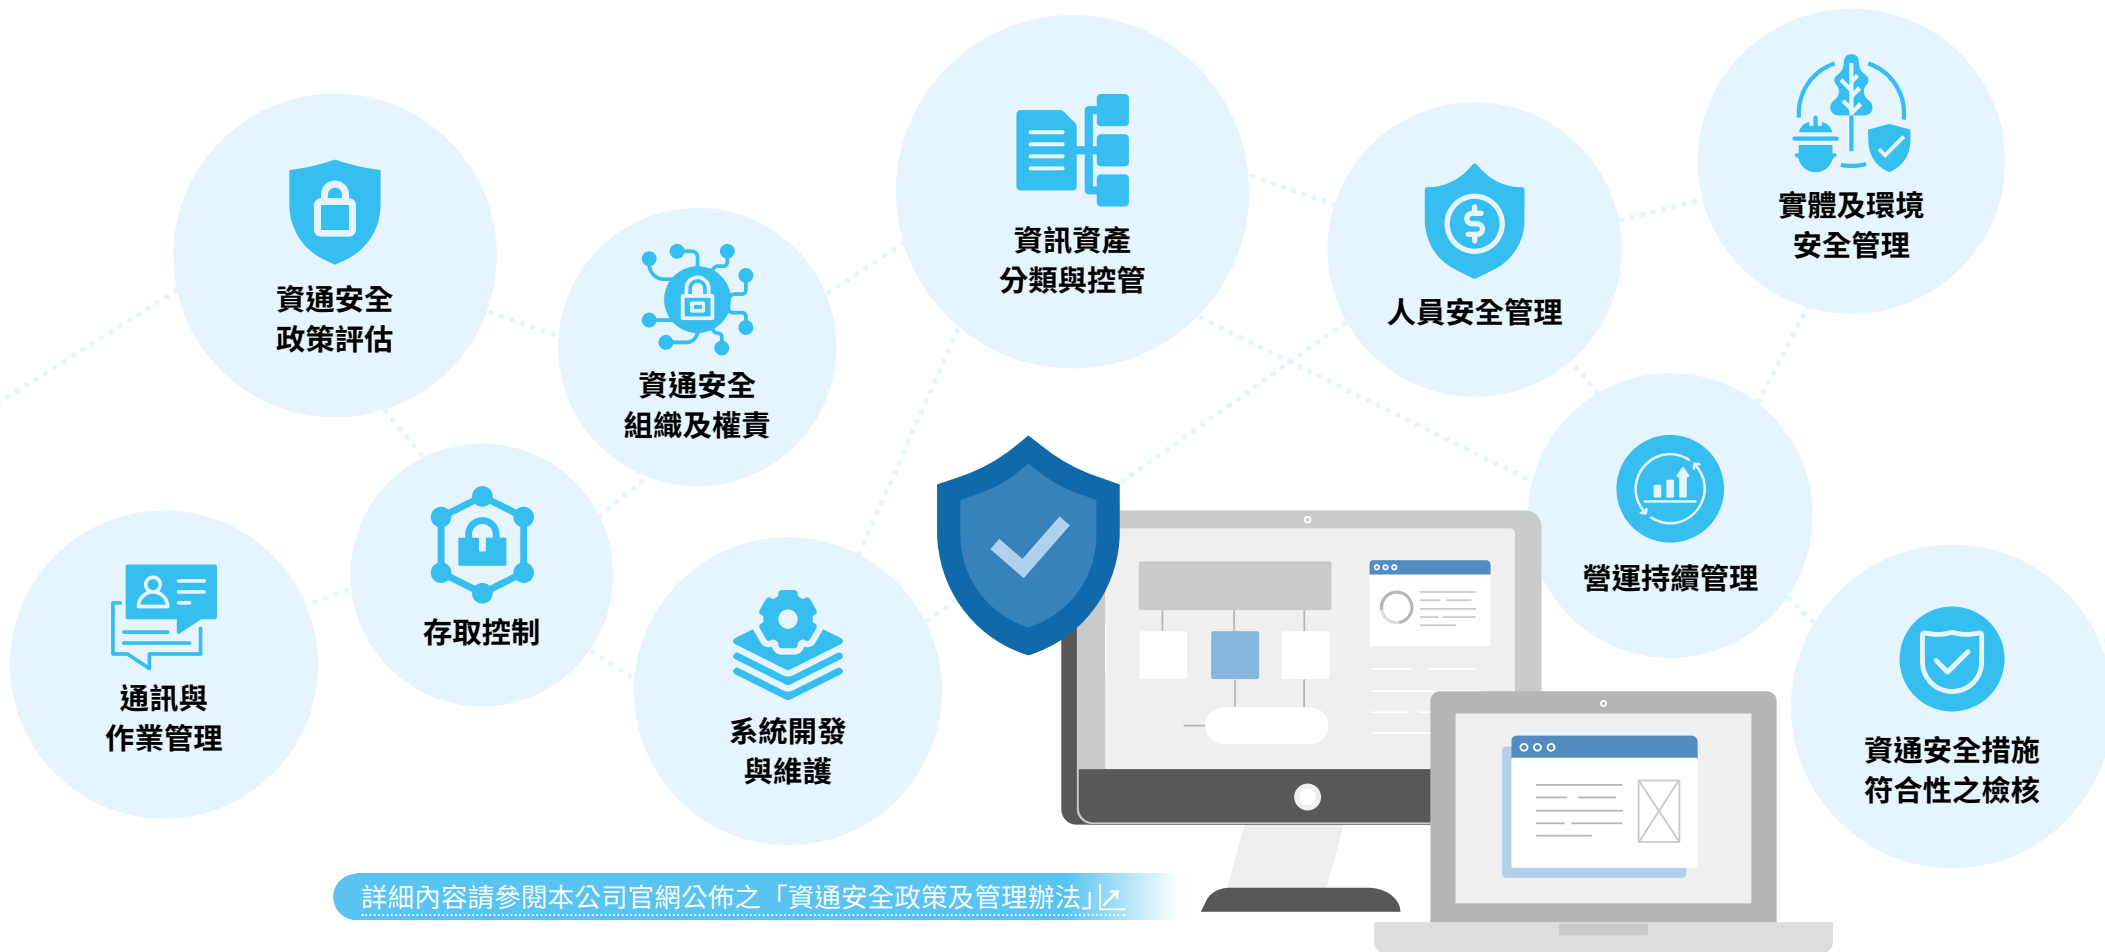 資通安全
政策評估
資通安全
組織及權責
資訊資產
分類與控管
人員安全管理
實體及環境
安全管理
通訊與
作業管理
存取控制
系統開發
與維護
營運持續管理
資通安全措施
符合性之檢核
詳細內容請參閱本公司官網公佈之「資通安全政策及管理辦法」